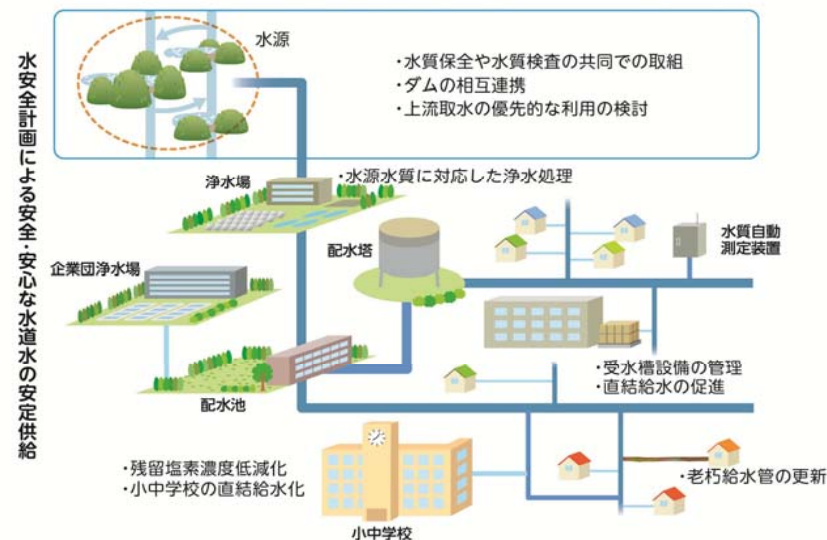 水安全計画による安全・安心な水道水の安定供給
水源
・水質保全や水質検査の共同での取組
・ダムの相互連携
・上流取水の優先的な利用の検討
浄水場
・水源水質に対応した浄水処理
配水塔
水質自動
測定装置
企業団浄水場
・受水槽設備の管理
・直結給水の促進
配水池
・残留塩素濃度低減化
・小中学校の直結給水化
・老朽給水管の更新
小中学校